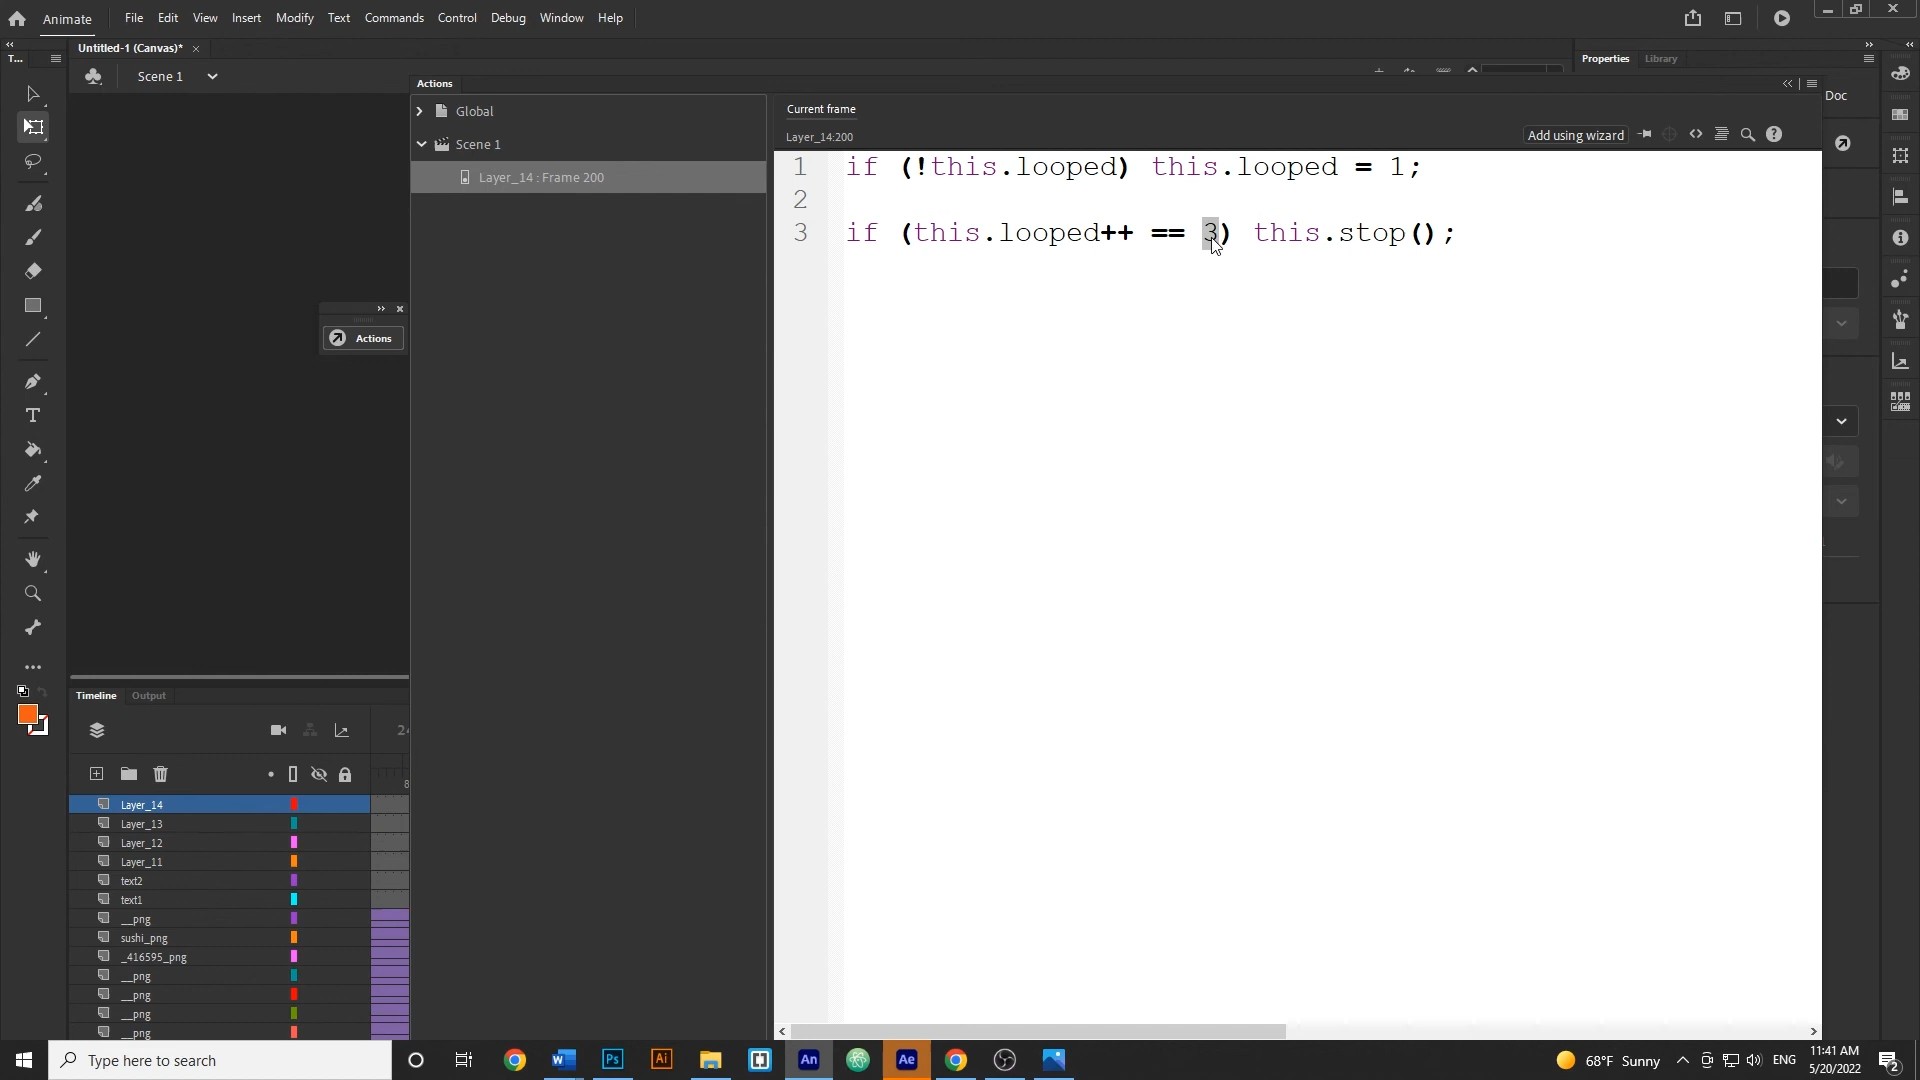 Animate
File Edit View Insert Modify Text Commands Control Debug Window Help
Untitled-1 (Canvas)* ×
T...
Scene 1
Properties Library
Actions
Global
Current frame
Doc
Layer_14:200
Add using wizard
Scene 1
1 if (!this.looped) this.looped = 1;
Layer_14 : Frame 200
2
3 if (this.looped++ == 3) this.stop();
Actions
Timeline Output
Layer_14
Layer_13
Layer_12
Layer_11
text2
text1
__png
sushi_png
_416595_png
__png
__png
__png
__png
Type here to search
68°F Sunny
ENG
11:41 AM
5/20/2022
2